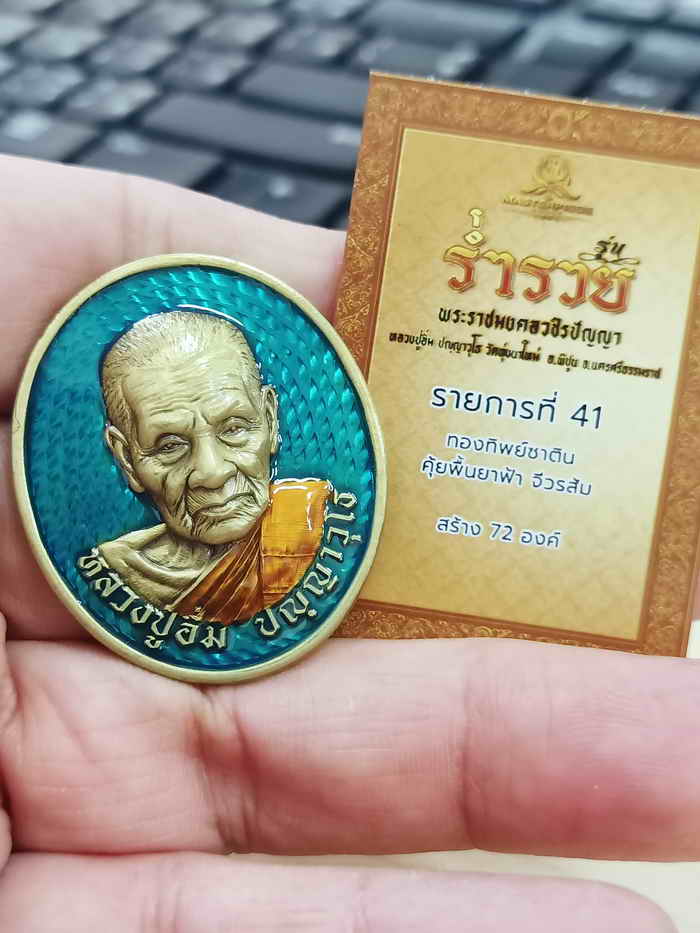 หลวงปู่อิ่ม ปญฺญาวุโธ
รุ่น
ร่ำรวย
พระราชมงคลวชิรปัญญา
หลวงปู่อิ่ม ปญฺญาวุโธ วัดทุ่งนาใหม่ อ.พิปูน จ.นครศรีธรรมราช
รายการที่ 41
ทองทิพย์ซาติน
คุ้ยพื้นยาฟ้า จีวรส้ม
สร้าง 72 องค์